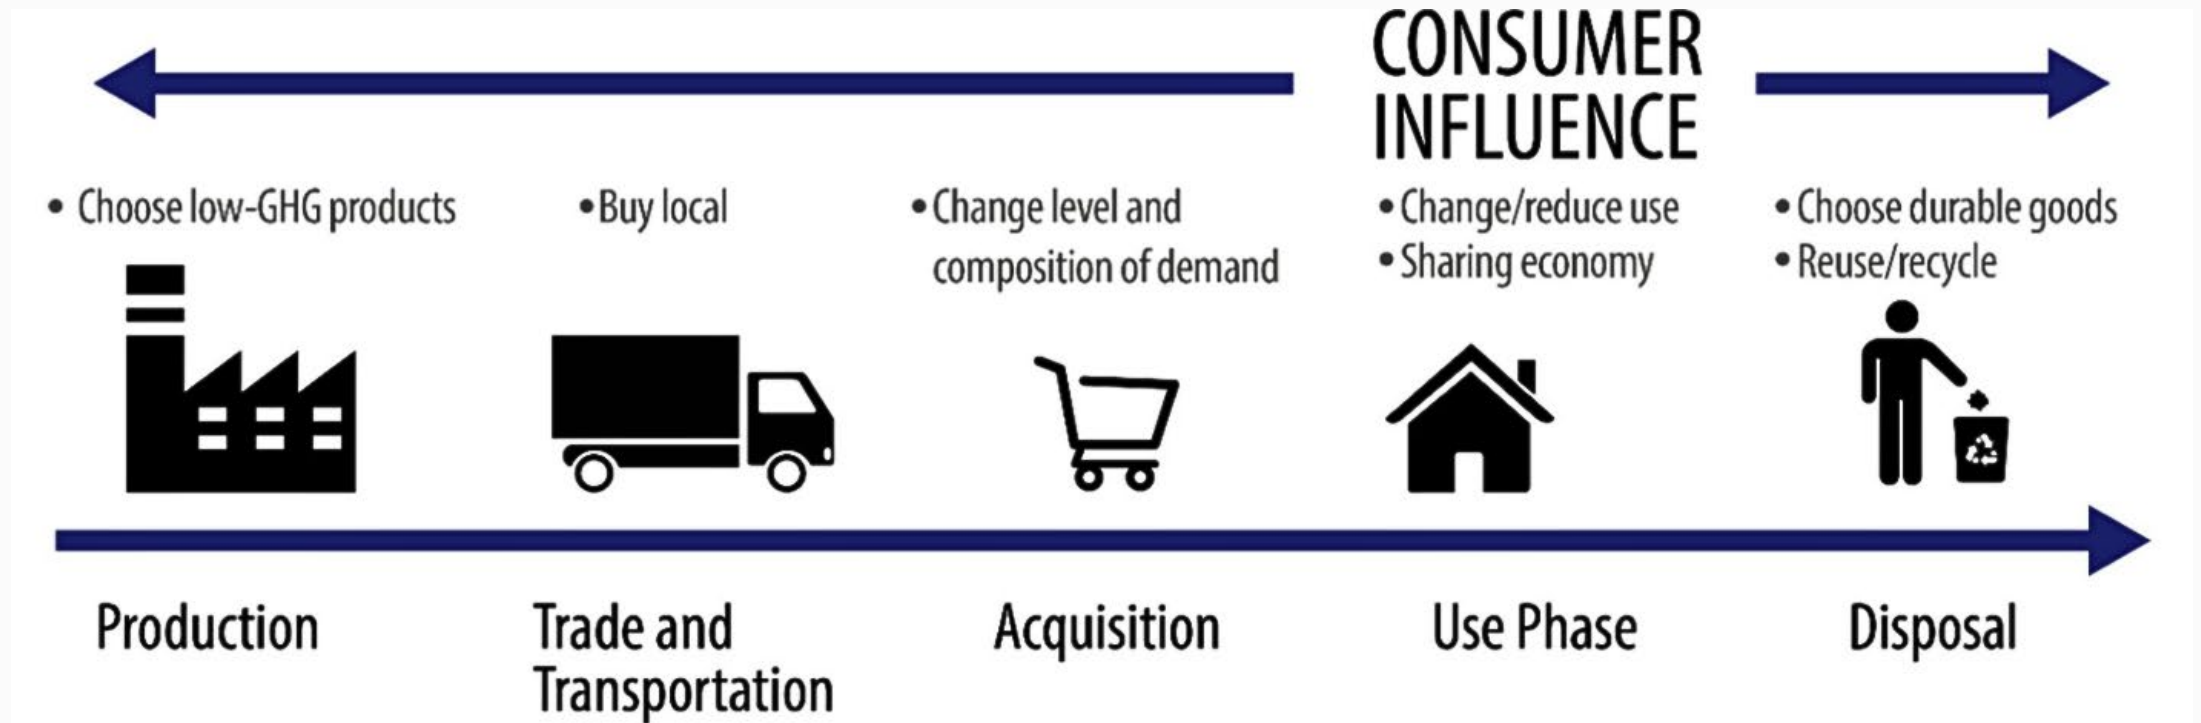 CONSUMER
INFLUENCE
• Choose low-GHG products
•Buy local
•Change level and
composition of demand
•Change/reduce use
•Sharing economy
•Choose durable goods
•Reuse/recycle
Production
Trade and
Transportation
Acquisition
Use Phase
Disposal